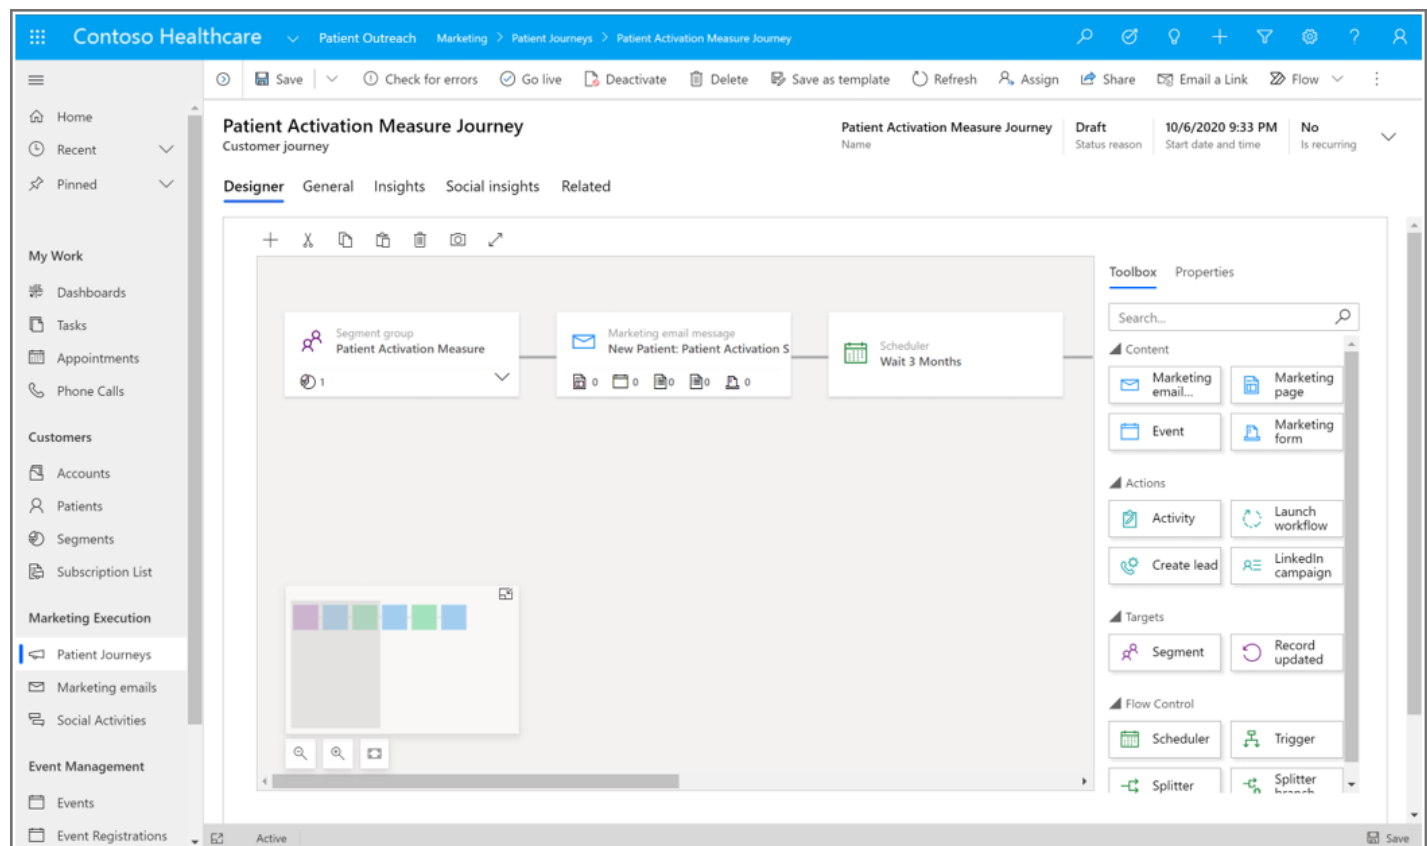 Contoso Healthcare
Patient Outreach
Marketing > Patient Journeys > Patient Activation Measure Journey
Save
Check for errors
Go live
Deactivate
Delete
Save as template
Refresh
Assign
Share
Email a Link
Flow
Home
Recent
Pinned
My Work
Dashboards
Tasks
Appointments
Phone Calls
Customers
Accounts
Patients
Segments
Subscription List
Marketing Execution
Patient Journeys
Marketing emails
Social Activities
Event Management
Events
Event Registrations
Patient Activation Measure Journey
Customer journey
Patient Activation Measure Journey
Name
Draft
Status reason
10/6/2020 9:33 PM
Start date and time
No
Is recurring
Designer
General
Insights
Social insights
Related
Segment group
Patient Activation Measure
1
Marketing email message
New Patient: Patient Activation S
0
0
0
0
0
Scheduler
Wait 3 Months
Toolbox
Properties
Search...
Content
Marketing
email...
Marketing
page
Event
Marketing
form
Actions
Activity
Launch
workflow
Create lead
LinkedIn
campaign
Targets
Segment
Record
updated
Flow Control
Scheduler
Trigger
Splitter
Splitter
branch
Active
Save